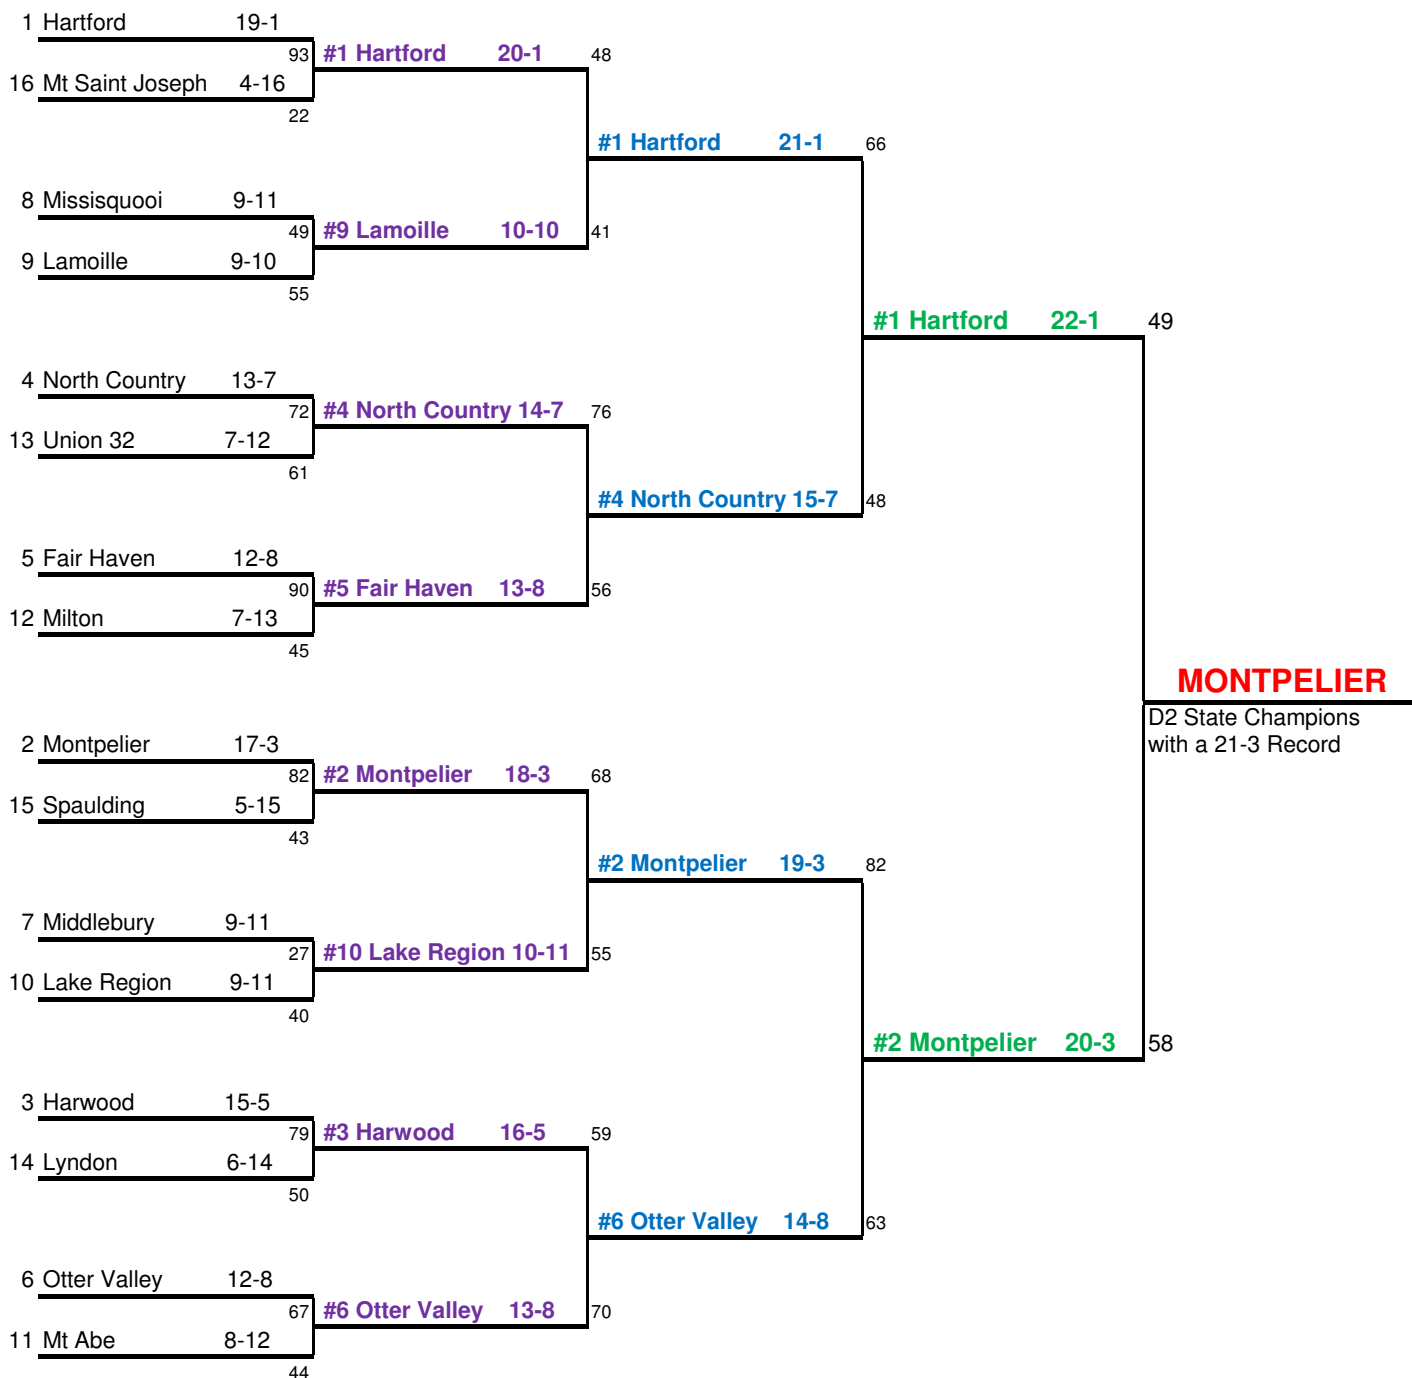 1 Hartford 19-1
93 #1 Hartford 20-1 48
16 Mt Saint Joseph 4-16
22
#1 Hartford 21-1 66
8 Missisquooi 9-11
49 #9 Lamoille 10-10 41
9 Lamoille 9-10
55
#1 Hartford 22-1 49
4 North Country 13-7
72 #4 North Country 14-7 76
13 Union 32 7-12
61
#4 North Country 15-7 48
5 Fair Haven 12-8
90 #5 Fair Haven 13-8 56
12 Milton 7-13
45
MONTPELIER
D2 State Champions
with a 21-3 Record
2 Montpelier 17-3
82 #2 Montpelier 18-3 68
15 Spaulding 5-15
43
#2 Montpelier 19-3 82
7 Middlebury 9-11
27 #10 Lake Region 10-11 55
10 Lake Region 9-11
40
#2 Montpelier 20-3 58
3 Harwood 15-5
79 #3 Harwood 16-5 59
14 Lyndon 6-14
50
#6 Otter Valley 14-8 63
6 Otter Valley 12-8
67 #6 Otter Valley 13-8 70
11 Mt Abe 8-12
44